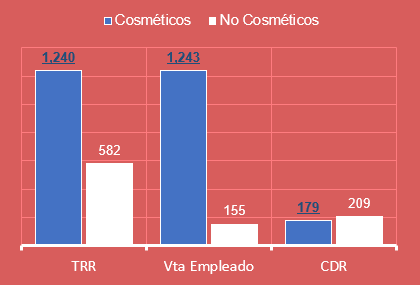 Cosméticos No Cosméticos
1,240 1,243
582
155 179 209
TRR Vta Empleado CDR